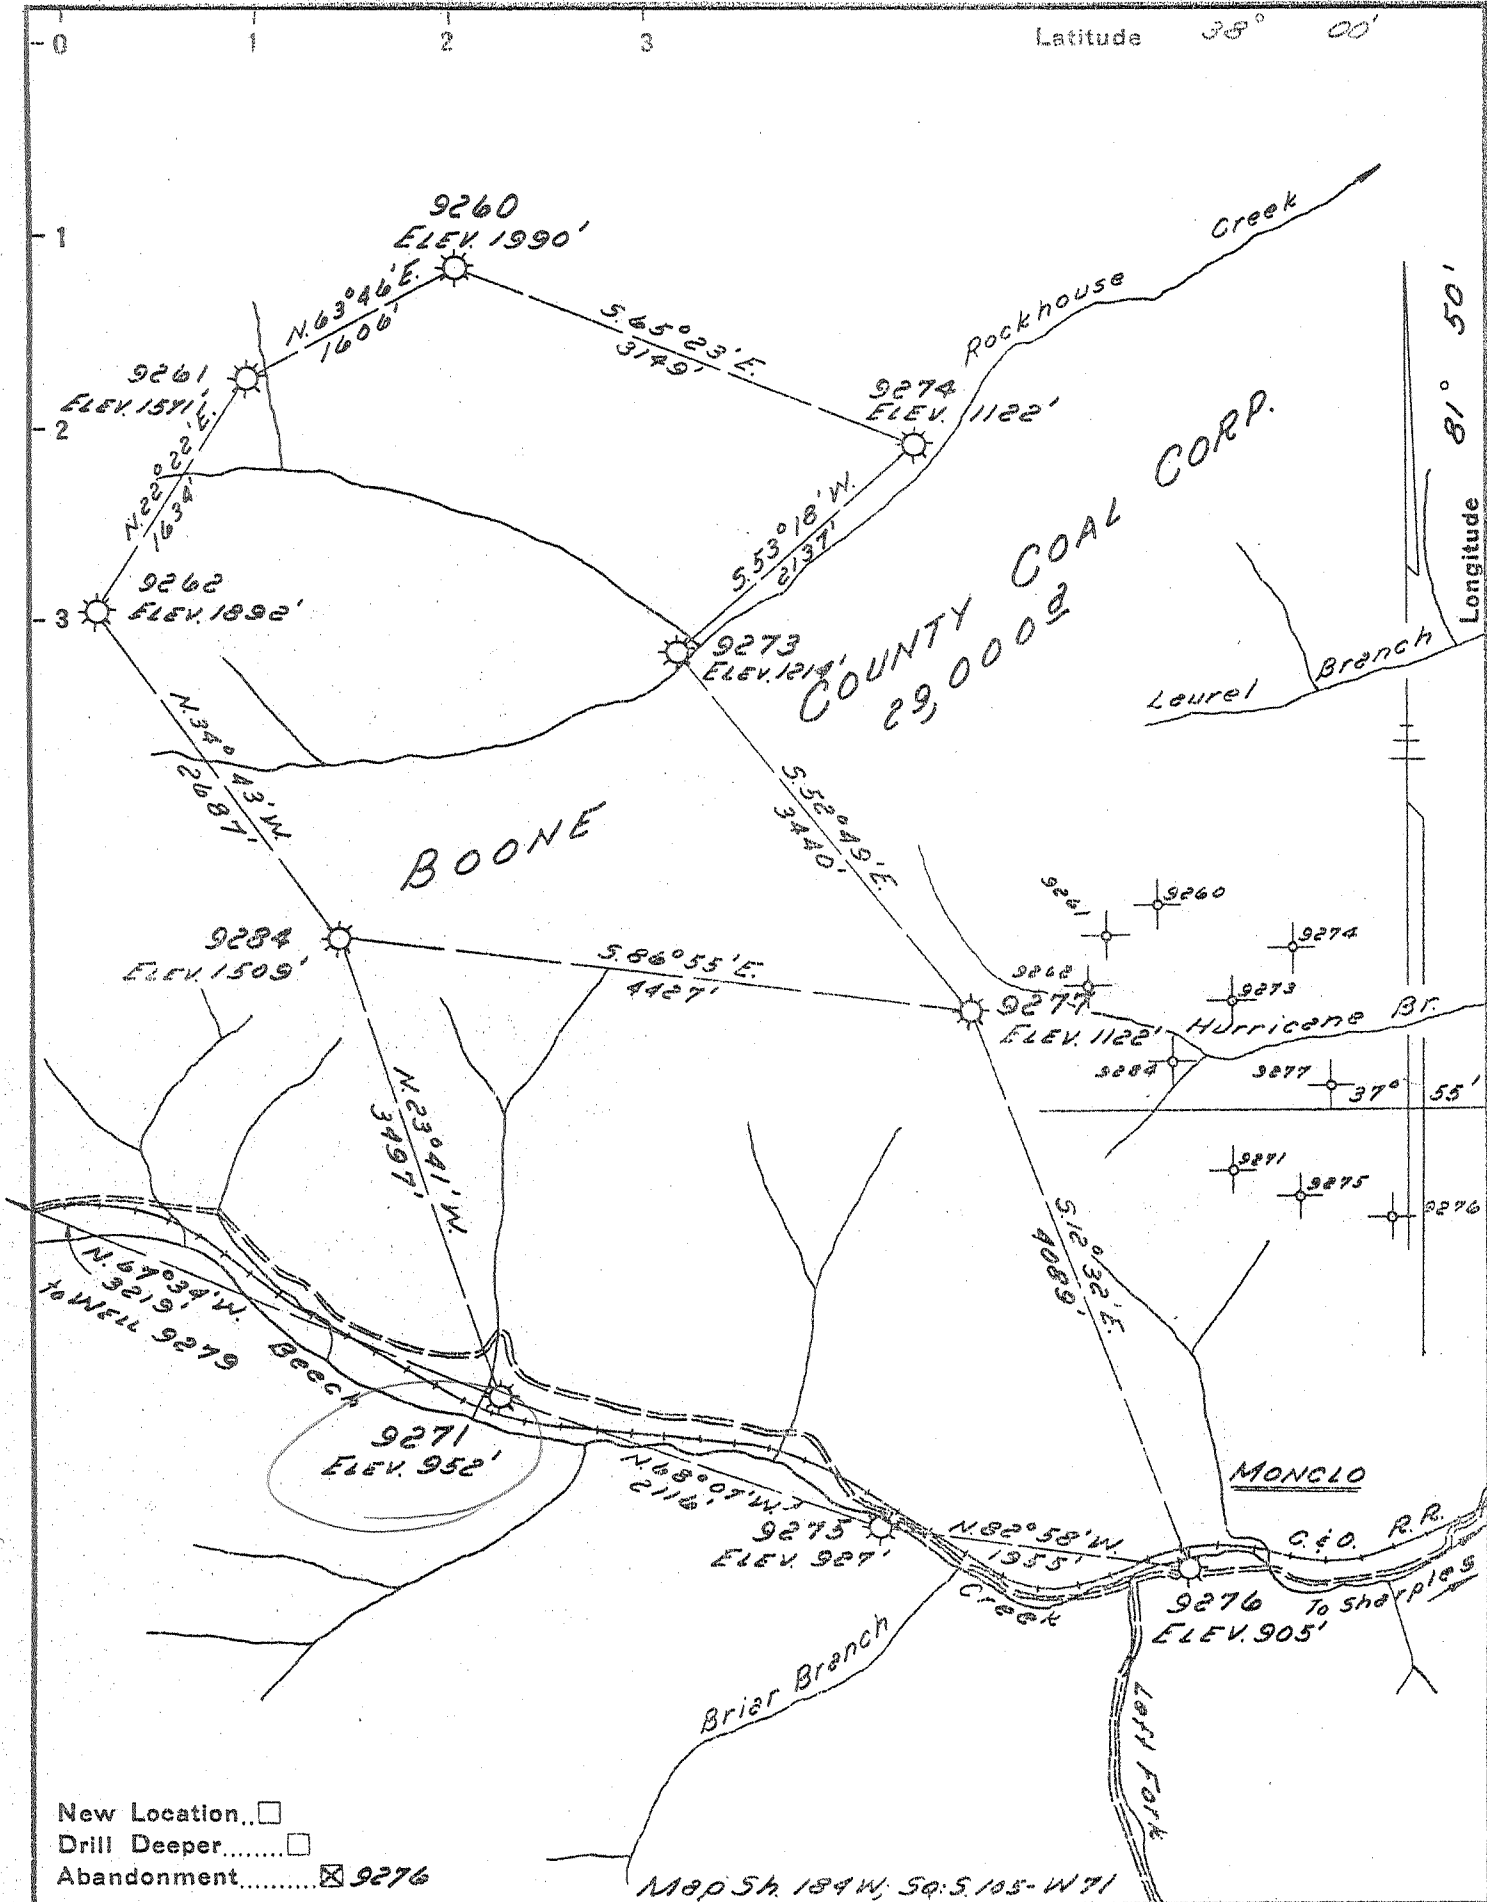 0 1 2 3 Latitude 38° 00'
1
2
3
9260
ELEV. 1990'
N.63°46'E.
1606'
S.65°23'E.
3149'
Rockhouse Creek
81° 50'
Longitude
9261
ELEV. 1571'
9274
ELEV. 1122'
N.22°22'E.
1634'
S.53°18'W.
2137'
9262
ELEV. 1892'
9273
ELEV. 1214'
BOONE COUNTY COAL CORP.
29,000 a
Laurel Branch
N.34°43'W.
2687'
S.52°49'E.
3440'
9284
ELEV. 1509'
S.86°55'E.
4427'
9277
ELEV. 1122'
9261
9260
9274
9262
9273
Hurricane Br.
9284
9277
37° 55'
9271
9275
9276
N.23°41'W.
3497'
S.12°32'E.
4089'
N.67°34'W.
3219'
to WELL 9279
Beech
9271
ELEV. 952'
N.68°07'W.
2116'
9275
ELEV. 927'
N.82°58'W.
1955'
Creek
MONCLO
C. & O. R.R.
To Sharples
9276
ELEV. 905'
Briar Branch
Left Fork
New Location..☐
Drill Deeper........☐
Abandonment..........☒ 9276
Map Sh. 184W; Sq: S.105-W71